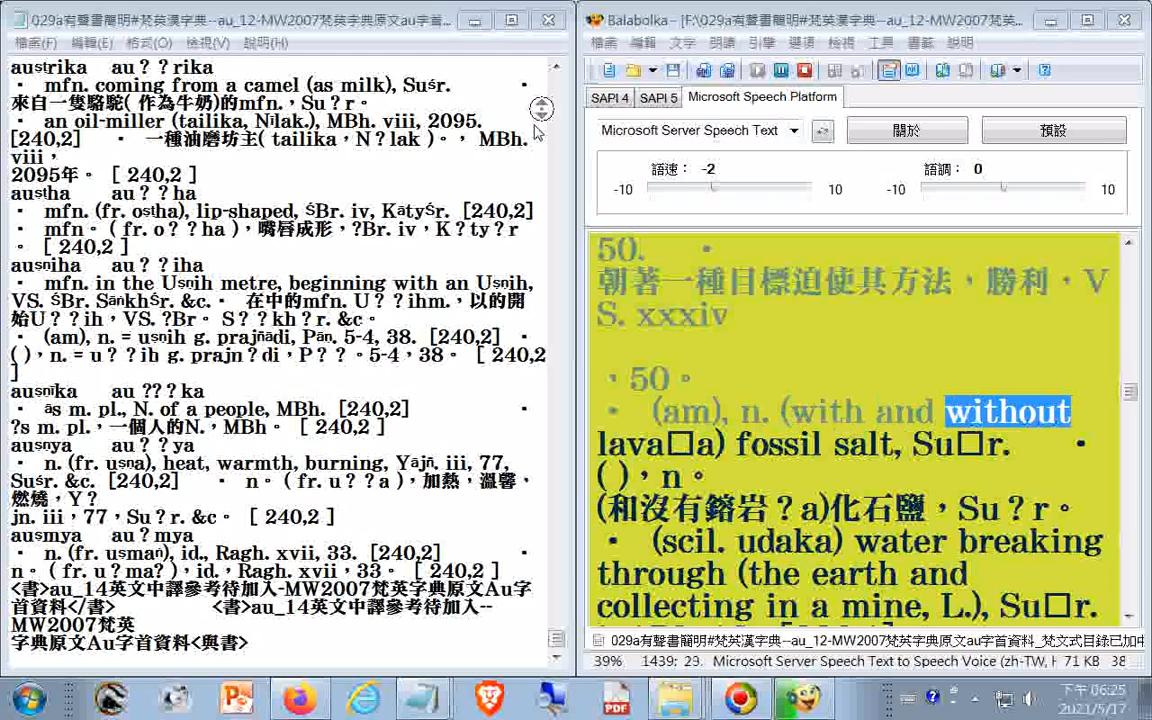 029a有聲書簡明#梵英漢字典--au_12-MW2007梵英字典原文au字首...
檔案(F) 編輯(E) 格式(O) 檢視(V) 說明(H)
auṣṭrika au??rika
• mfn. coming from a camel (as milk), Suśr. •
來自一隻駱駝( 作為牛奶)的mfn.，Su?r。
• an oil-miller (tailika, Nīlak.), MBh. viii, 2095.
[240,2] • 一種油磨坊主( tailika，N?lak )。， MBh.
viii，
2095年。 [ 240,2 ]
auṣṭha au??ha
• mfn. (fr. oṣṭha), lip-shaped, ŚBr. iv, KātyŚr. [240,2]
• mfn。( fr. o??ha )，嘴唇成形，?Br. iv，K?ty?r
。 [ 240,2 ]
auṣṇiha au??iha
• mfn. in the Uṣṇih metre, beginning with an Uṣṇih,
VS. ŚBr. SāṅkhŚr. &c. • 在中的mfn. U??ihm.，以的開
始U??ih，VS. ?Br。 S??kh?r. &c。
• (am), n. = uṣṇih g. prajñādi, Pāṇ. 5-4, 38. [240,2] •
( )，n. = u??ih g. prajn?di，P??。5-4，38。 [ 240,2
]
auṣṇīka au???ka
• ās m. pl., N. of a people, MBh. [240,2] •
?s m. pl.，一個人的N.，MBh。 [ 240,2 ]
auṣṇya au??ya
• n. (fr. uṣṇa), heat, warmth, burning, Yājñ. iii, 77,
Suśr. &c. [240,2] • n。( fr. u??a )，加熱，溫馨，
燃燒，Y?
jn. iii，77，Su?r. &c。 [ 240,2 ]
auṣmya au?mya
• n. (fr. uṣman), id., Ragh. xvii, 33. [240,2] •
n。( fr. u?ma? )，id.，Ragh. xvii，33。 [ 240,2 ]
<書>au_14英文中譯參考待加入-MW2007梵英字典原文Au字
首資料</書> <書>au_14英文中譯參考待加入--
MW2007梵英
字典原文Au字首資料<與書>
Balabolka - [F:\029a有聲書簡明#梵英漢字典--au_12-MW2007梵英...
檔案 編輯 文字 朗讀 引擎 選項 檢視 工具 書籤 說明
SAPI 4 SAPI 5 Microsoft Speech Platform
Microsoft Server Speech Text 關於 預設
語速： -2 語調： 0
-10 10 -10 10
50. •
朝著一種目標迫使其方法，勝利，V
S. xxxiv
，50。
• (am), n. (with and without
lava□a) fossil salt, Su□r. •
( )，n。
(和沒有鎔岩?a)化石鹽，Su?r。
• (scil. udaka) water breaking
through (the earth and
collecting in a mine, L.), Su□r.
029a有聲書簡明#梵英漢字典--au_12-MW2007梵英字典原文au字首資料_梵文式目錄已加中
39% 1439: 23. Microsoft Server Speech Text to Speech Voice (zh-TW, H 71 KB 38
下午 06:25
2021/5/17